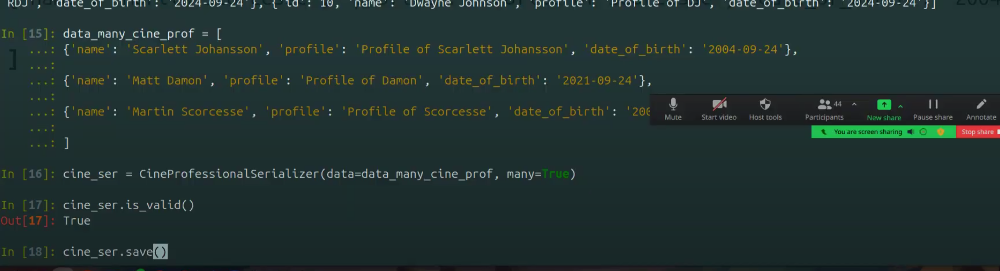 RDJ', 'date_of_birth': '2024-09-24'}, {'id': 10, 'name': 'Dwayne Johnson', 'profile': 'Profile of DJ', 'date_of_birth': '2024-09-24'}]
In [15]: data_many_cine_prof = [
...: {'name': 'Scarlett Johansson', 'profile': 'Profile of Scarlett Johansson', 'date_of_birth': '2004-09-24'},
]
...:
...: {'name': 'Matt Damon', 'profile': 'Profile of Damon', 'date_of_birth': '2021-09-24'},
...:
...: {'name': 'Martin Scorcesse', 'profile': 'Profile of Scorcesse', 'date_of_birth': '200
...:
...: ]
44
Mute Start video Host tools Participants New share Pause share Annotate
You are screen sharing Stop share
In [16]: cine_ser = CineProfessionalSerializer(data=data_many_cine_prof, many=True)
In [17]: cine_ser.is_valid()
Out[17]: True
In [18]: cine_ser.save()